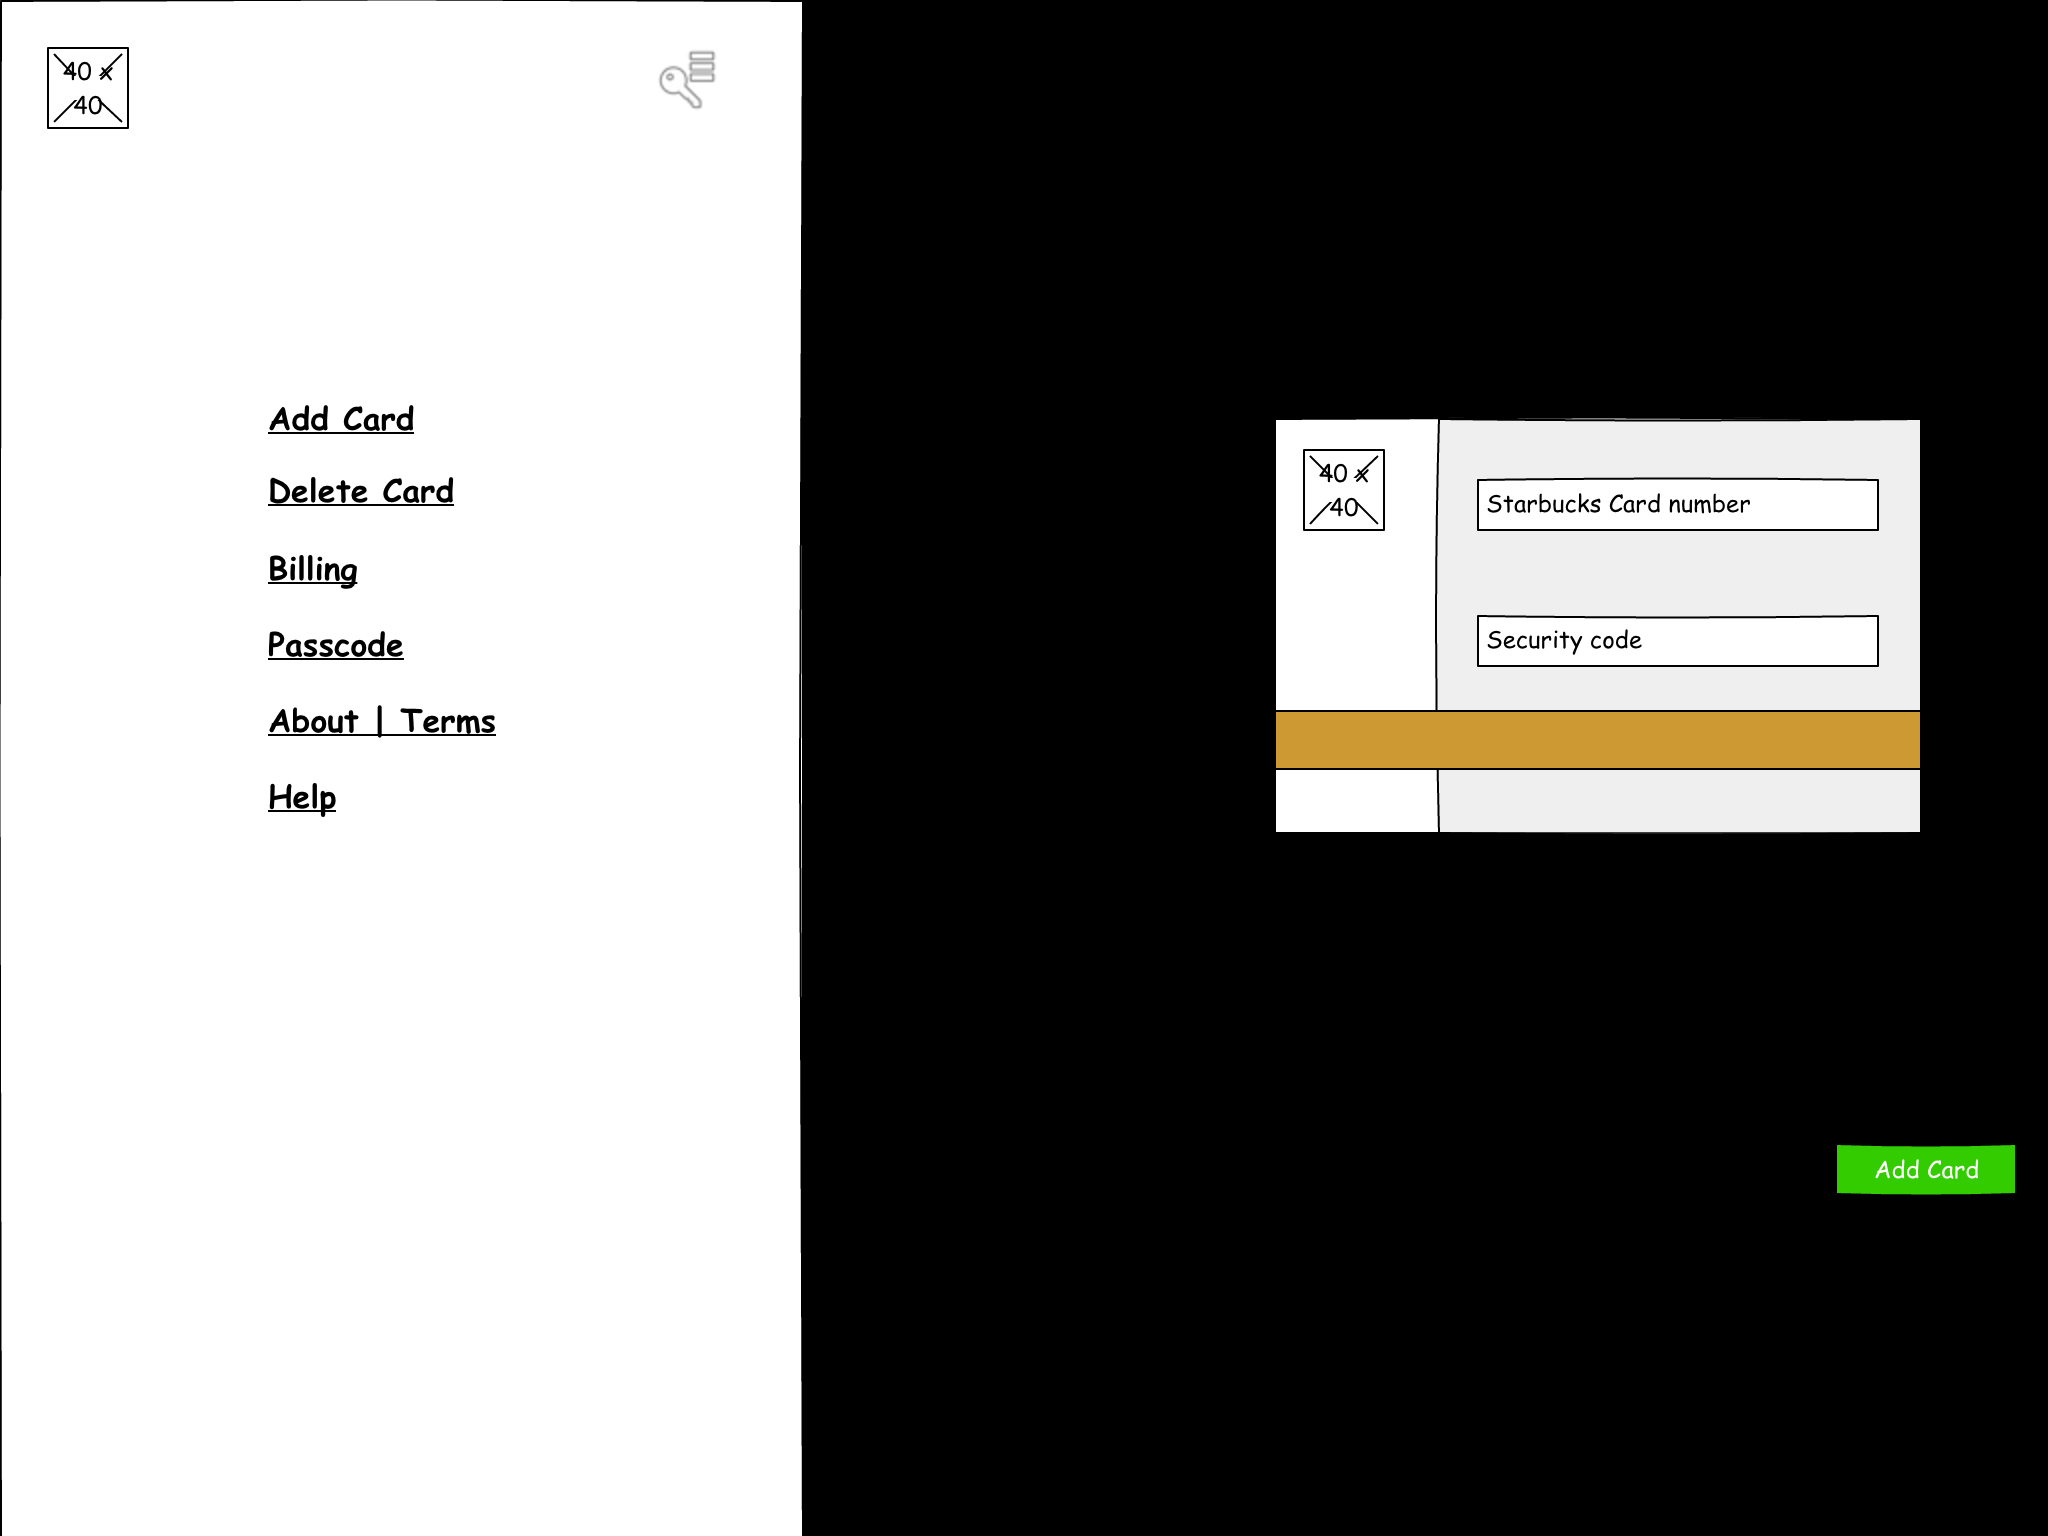 40 x
40
Add Card
Delete Card
Billing
Passcode
About | Terms
Help
40 x
40
Starbucks Card number
Security code
Add Card